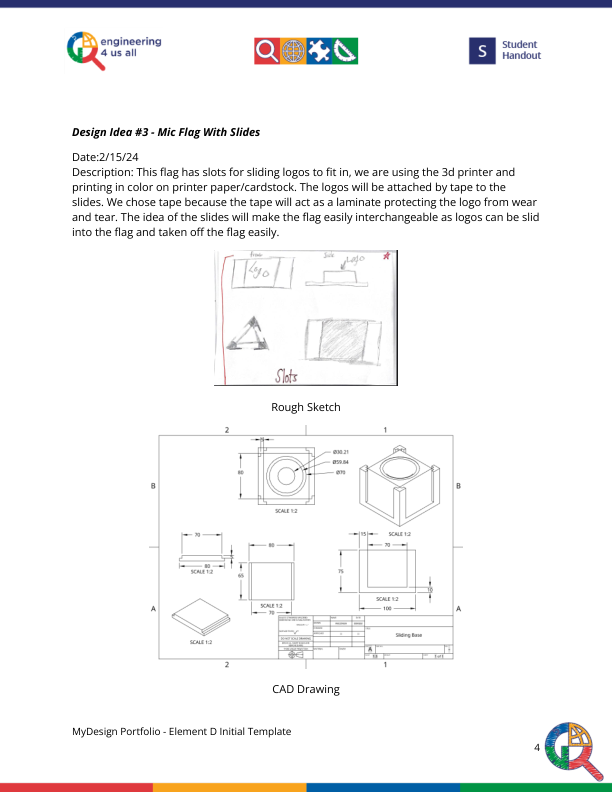 engineering
4 us all
S
Student
Handout
Design Idea #3 - Mic Flag With Slides
Date:2/15/24
Description: This flag has slots for sliding logos to fit in, we are using the 3d printer and
printing in color on printer paper/cardstock. The logos will be attached by tape to the
slides. We chose tape because the tape will act as a laminate protecting the logo from wear
and tear. The idea of the slides will make the flag easily interchangeable as logos can be slid
into the flag and taken off the flag easily.
Side
Logo
Logo
Slots
Rough Sketch
2
1
Ø30.21
Ø59.84
Ø70
80
SCALE 1:2
SCALE 1:2
B
B
70
80
SCALE 1:2
80
65
SCALE 1:2
70
15
70
75
10
SCALE 1:2
100
A
A
SCALE 1:2
DO NOT SCALE DRAWING
Sliding Base
A
2
1
CAD Drawing
MyDesign Portfolio - Element D Initial Template
4